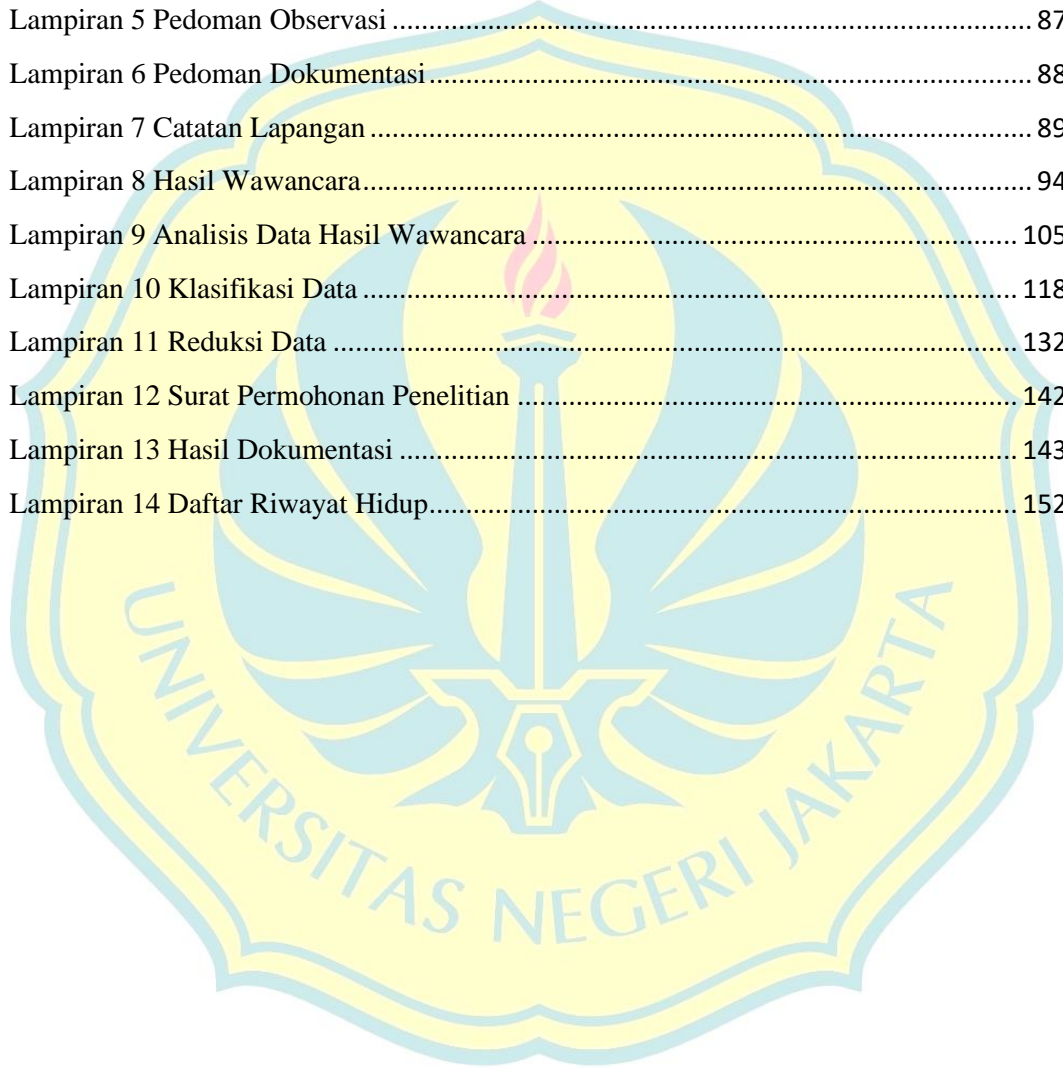 Lampiran 5 Pedoman Observasi ........................................................................................ 87
Lampiran 6 Pedoman Dokumentasi................................................................................... 88
Lampiran 7 Catatan Lapangan ........................................................................................... 89
Lampiran 8 Hasil Wawancara............................................................................................. 94
Lampiran 9 Analisis Data Hasil Wawancara ................................................................... 105
Lampiran 10 Klasifikasi Data ........................................................................................... 118
Lampiran 11 Reduksi Data ............................................................................................... 132
Lampiran 12 Surat Permohonan Penelitian ..................................................................... 142
Lampiran 13 Hasil Dokumentasi ...................................................................................... 143
Lampiran 14 Daftar Riwayat Hidup.................................................................................. 152
UNIVERSITAS NEGERI JAKARTA